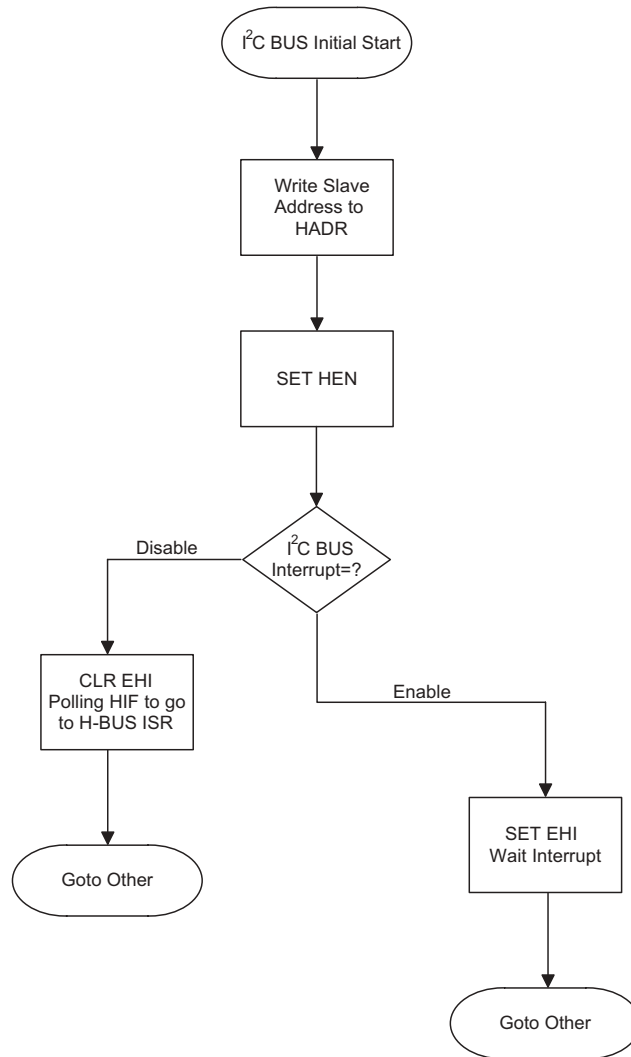 I²C BUS Initial Start
Write Slave
Address to
HADR
SET HEN
I²C BUS
Interrupt=?
Disable
Enable
CLR EHI
Polling HIF to go
to H-BUS ISR
SET EHI
Wait Interrupt
Goto Other
Goto Other